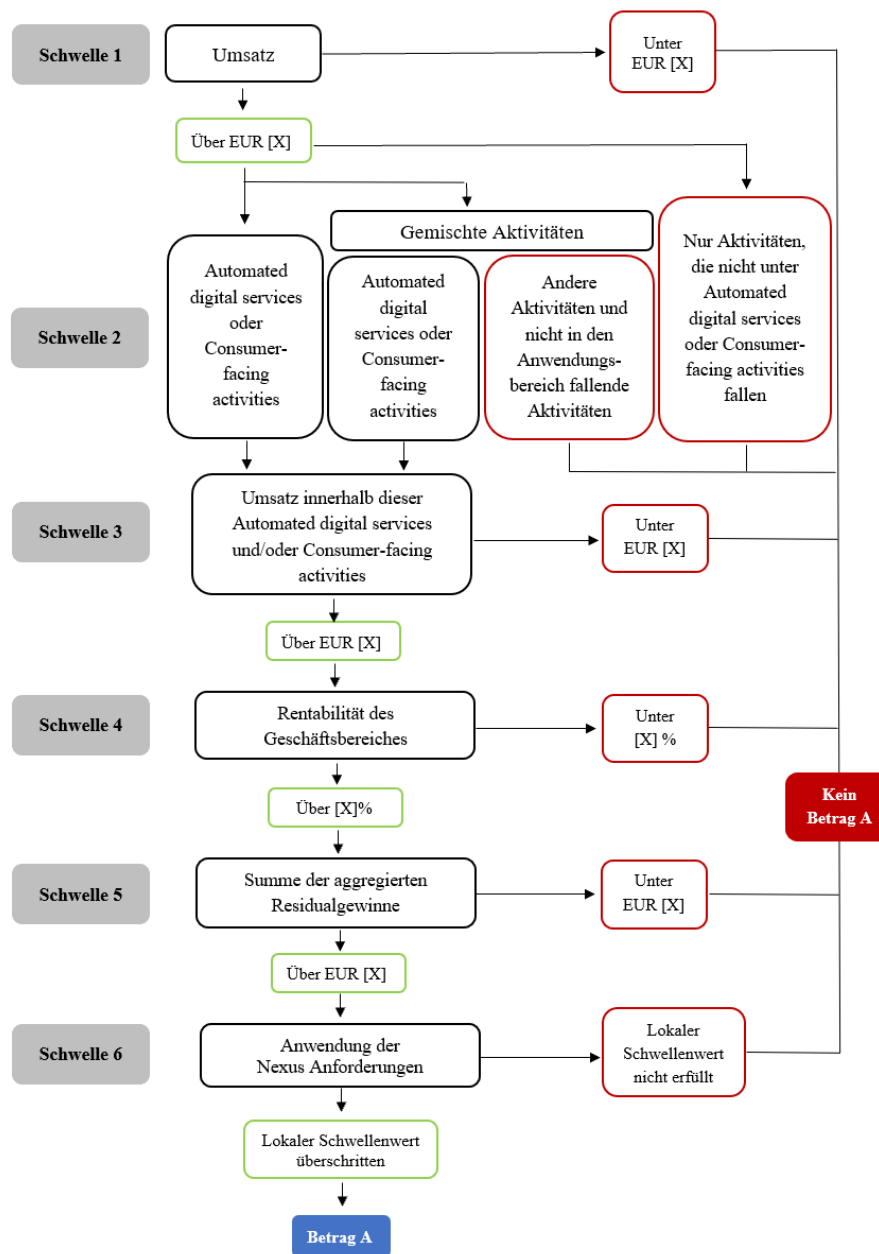 Schwelle 1
Umsatz
Unter
EUR [X]
Über EUR [X]
Schwelle 2
Automated
digital services
oder
Consumer-
facing
activities
Gemischte Aktivitäten
Automated
digital
services oder
Consumer-
facing
activities
Andere
Aktivitäten und
nicht in den
Anwendungs-
bereich fallende
Aktivitäten
Nur Aktivitäten,
die nicht unter
Automated
digital services
oder Consumer-
facing activities
fallen
Schwelle 3
Umsatz innerhalb dieser
Automated digital services
und/oder Consumer-facing
activities
Unter
EUR [X]
Über EUR [X]
Schwelle 4
Rentabilität des
Geschäftsbereiches
Unter
[X] %
Über [X]%
Kein
Betrag A
Schwelle 5
Summe der aggregierten
Residualgewinne
Unter
EUR [X]
Über EUR [X]
Schwelle 6
Anwendung der
Nexus Anforderungen
Lokaler
Schwellenwert
nicht erfüllt
Lokaler Schwellenwert
überschritten
Betrag A